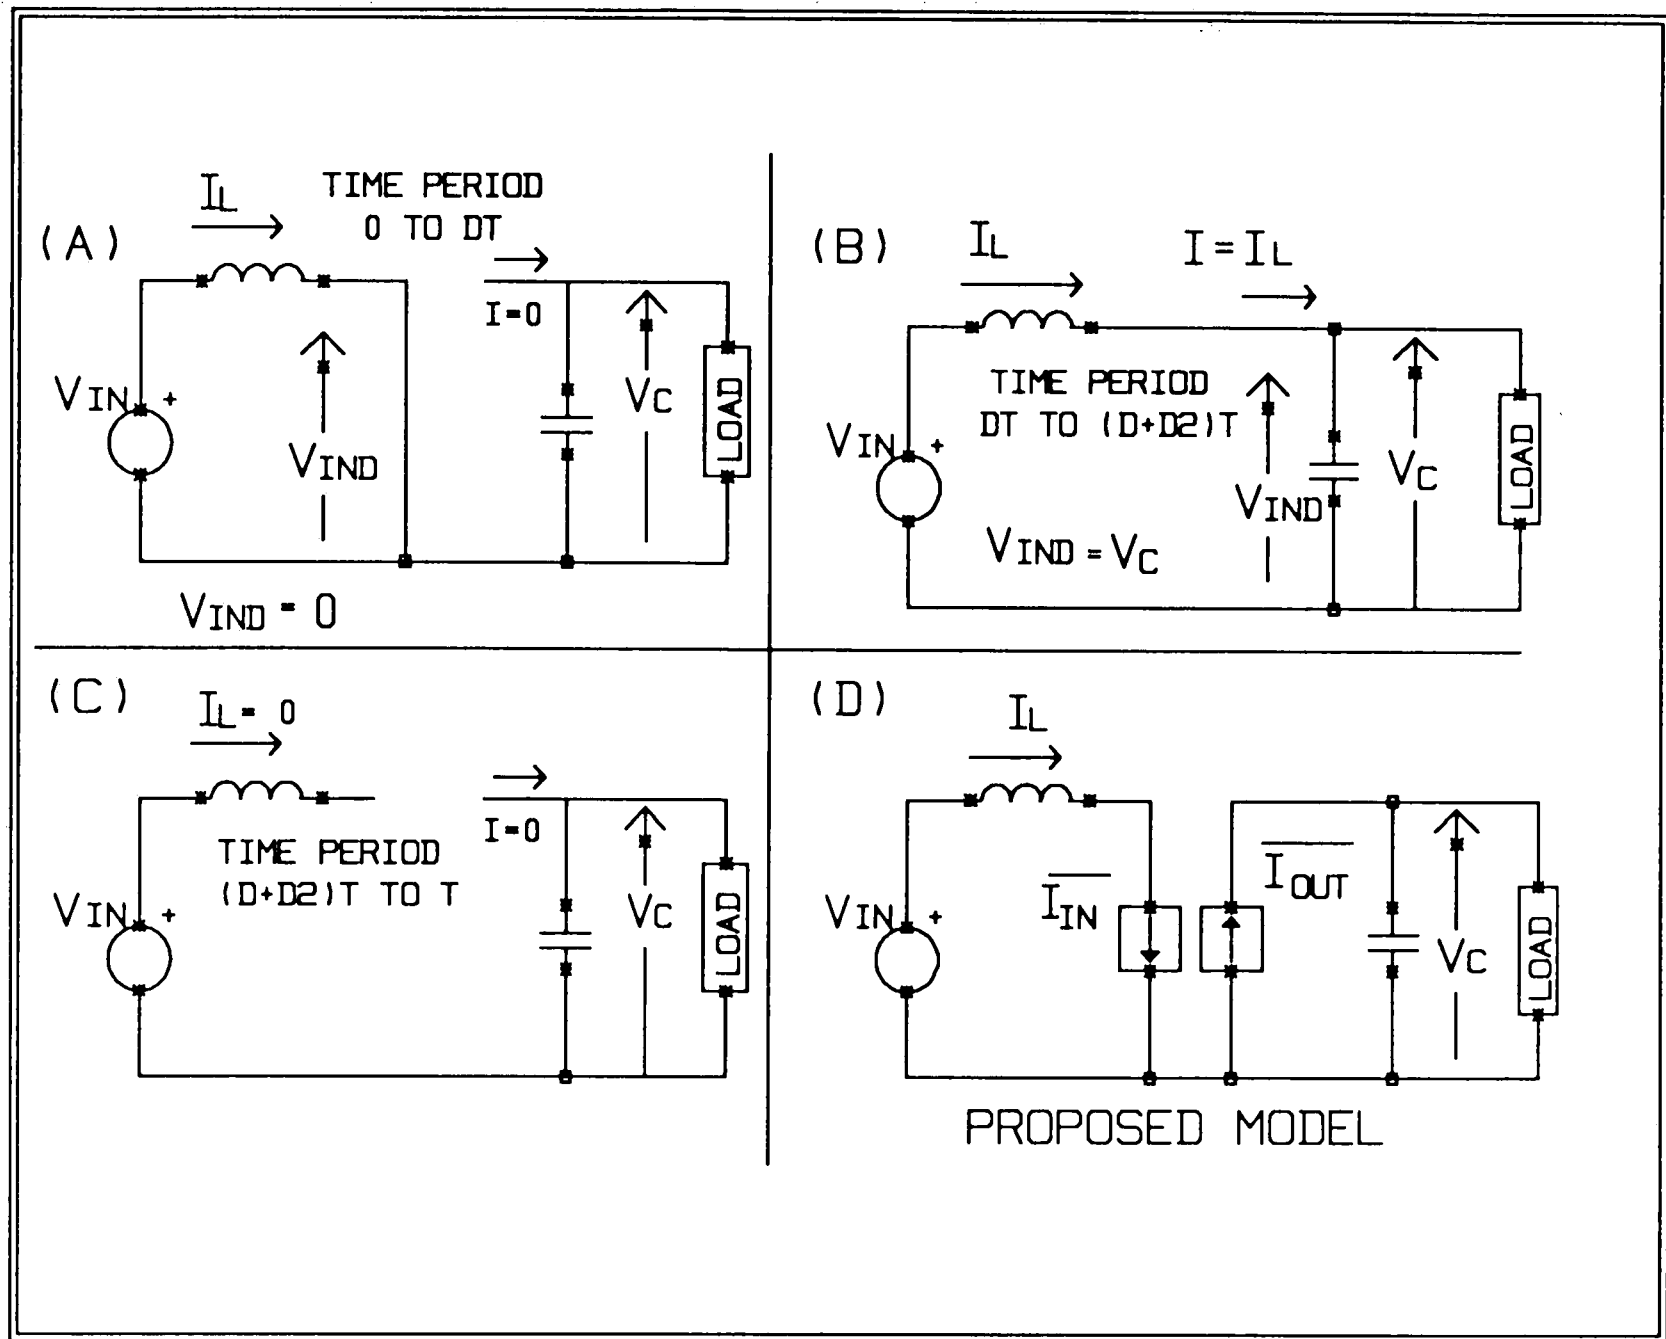 (A)
IL
TIME PERIOD
0 TO DT
I=0
VIN
+
VIND
VC
LOAD
VIND = 0
(B)
IL
I = IL
TIME PERIOD
DT TO (D+D2)T
VIN
+
VIND
VC
LOAD
VIND = VC
(C)
IL = 0
I=0
TIME PERIOD
(D+D2)T TO T
VIN
+
VC
LOAD
(D)
IL
IIN
IOUT
VIN
+
VC
LOAD
PROPOSED MODEL